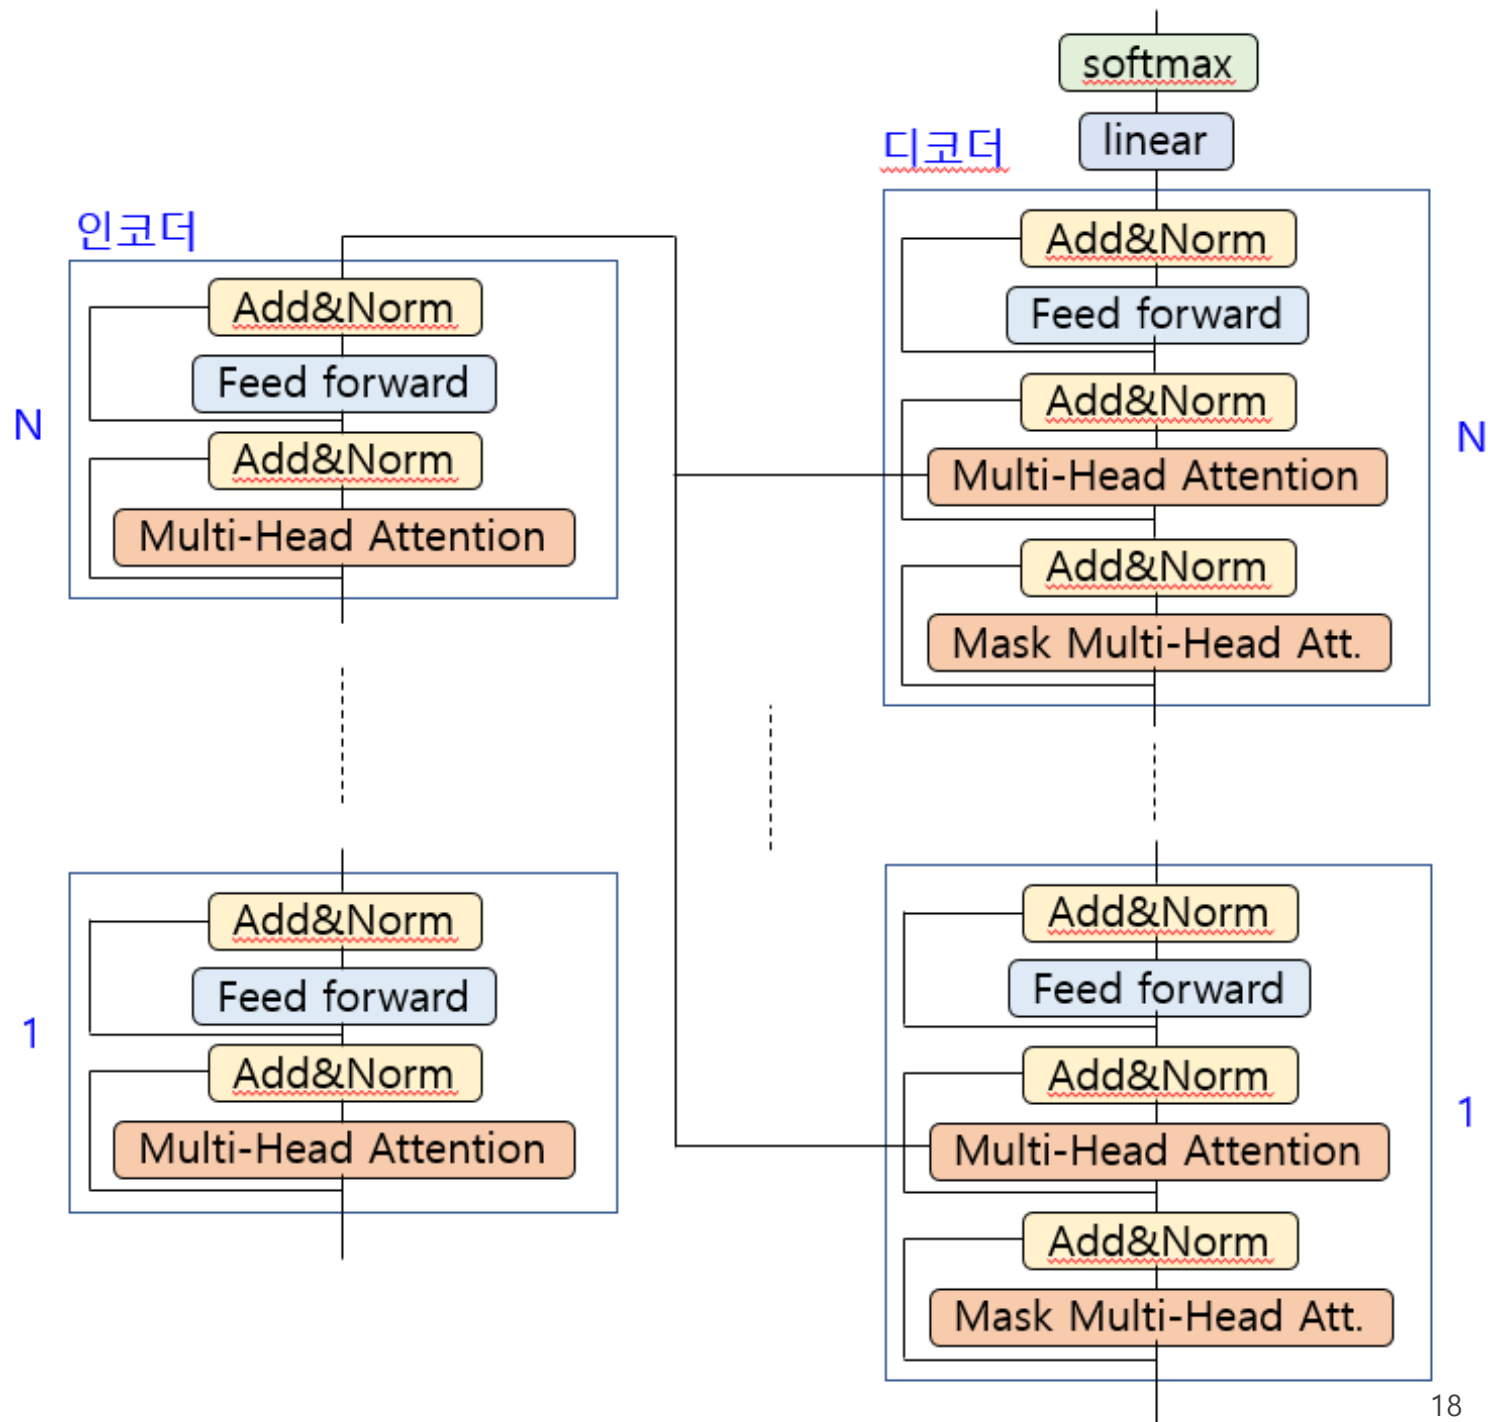 인코더
N
Add&Norm
Feed forward
Add&Norm
Multi-Head Attention
1
Add&Norm
Feed forward
Add&Norm
Multi-Head Attention
softmax
linear
디코더
Add&Norm
Feed forward
Add&Norm
Multi-Head Attention
Add&Norm
Mask Multi-Head Att.
N
Add&Norm
Feed forward
Add&Norm
Multi-Head Attention
Add&Norm
Mask Multi-Head Att.
1
18